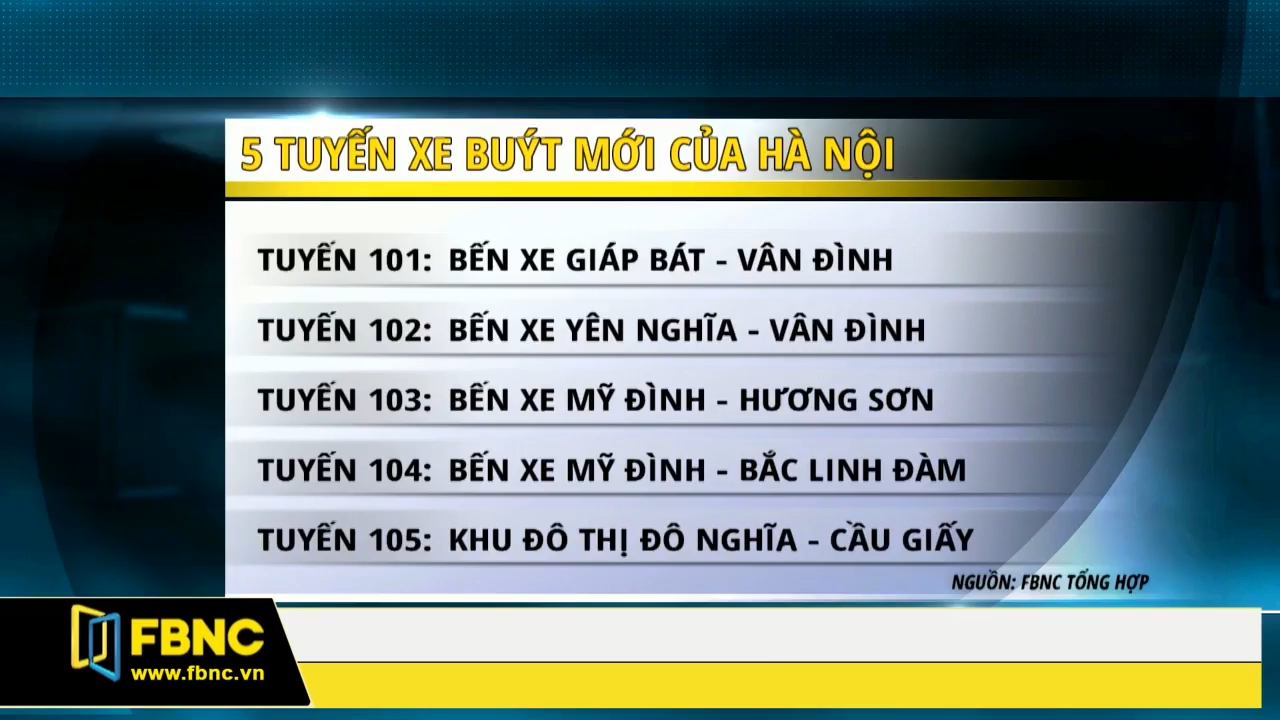 5 TUYẾN XE BUÝT MỚI CỦA HÀ NỘI
TUYẾN 101: BẾN XE GIÁP BÁT - VÂN ĐÌNH
TUYẾN 102: BẾN XE YÊN NGHĨA - VÂN ĐÌNH
TUYẾN 103: BẾN XE MỸ ĐÌNH - HƯƠNG SƠN
TUYẾN 104: BẾN XE MỸ ĐÌNH - BẮC LINH ĐÀM
TUYẾN 105: KHU ĐÔ THỊ ĐÔ NGHĨA - CẦU GIẤY
NGUỒN: FBNC TỔNG HỢP
FBNC
www.fbnc.vn